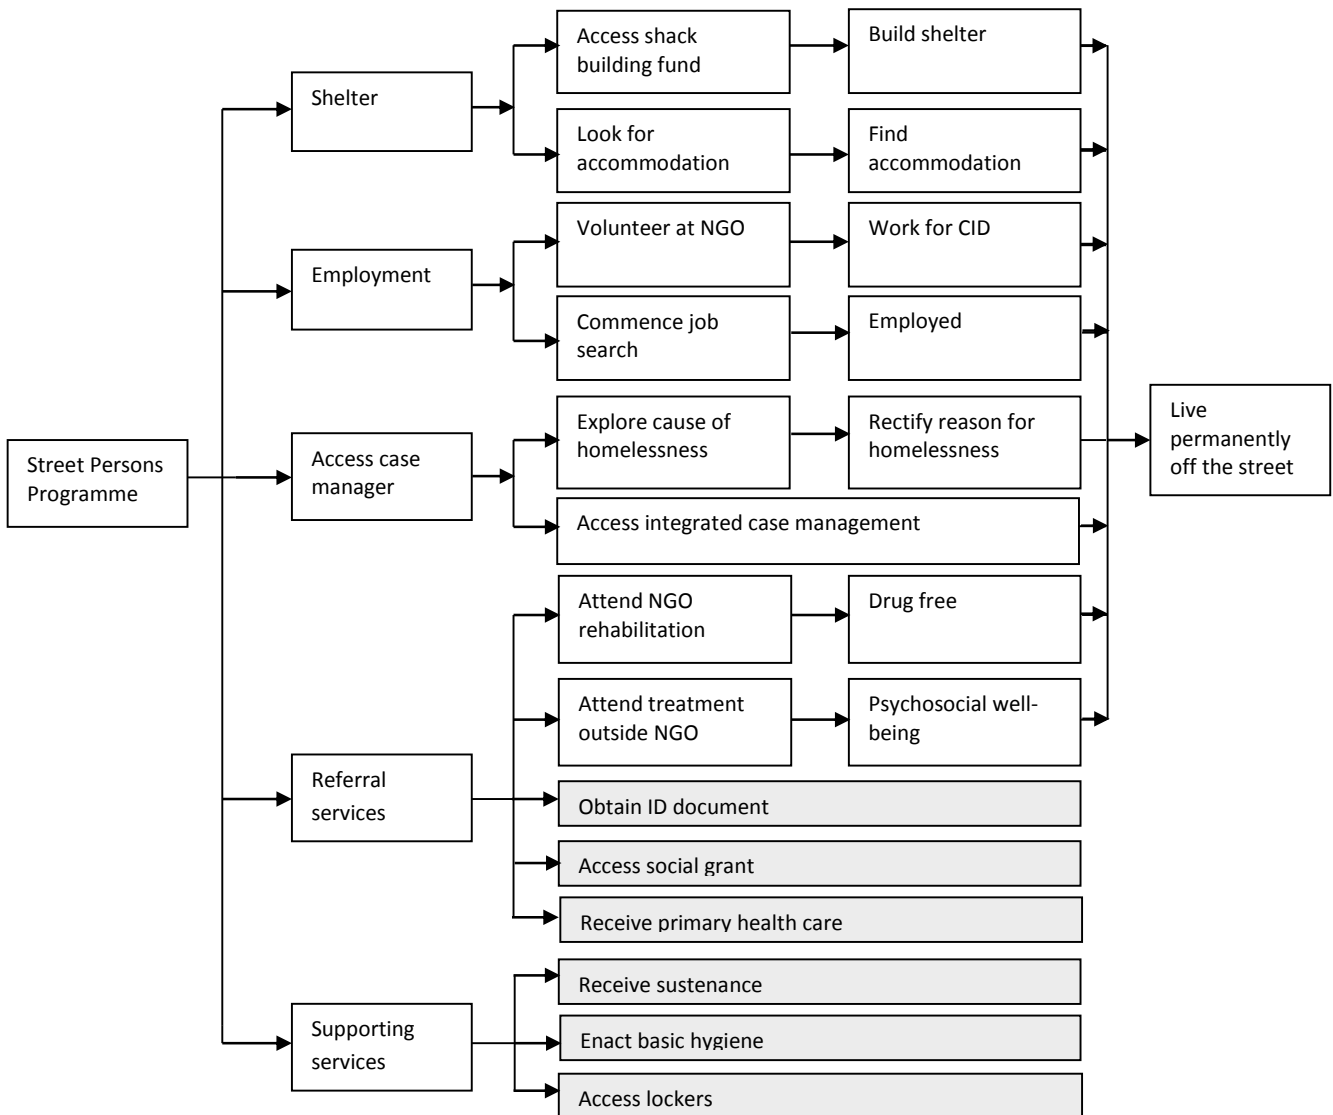 Street Persons
Programme
Shelter
Access shack
building fund
Build shelter
Look for
accommodation
Find
accommodation
Employment
Volunteer at NGO
Work for CID
Commence job
search
Employed
Access case
manager
Explore cause of
homelessness
Rectify reason for
homelessness
Access integrated case management
Referral
services
Attend NGO
rehabilitation
Drug free
Attend treatment
outside NGO
Psychosocial well-
being
Obtain ID document
Access social grant
Receive primary health care
Supporting
services
Receive sustenance
Enact basic hygiene
Access lockers
Live
permanently
off the street